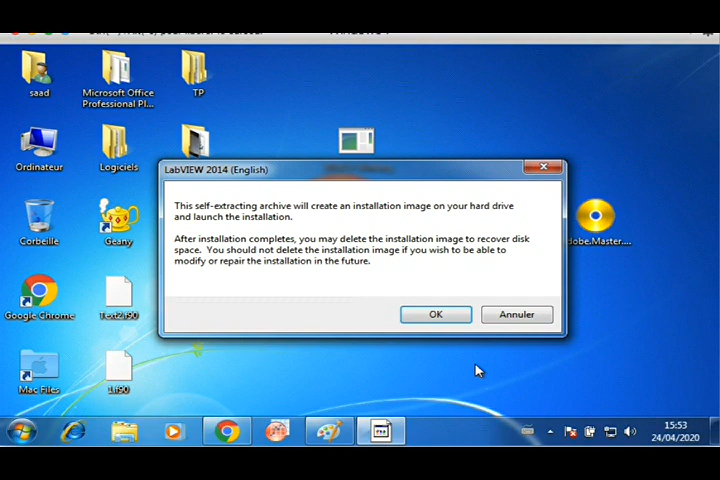 saad
Microsoft Office
Professional Pl...
TP
LabVIEW 2014 (English)
Ordinateur
Logiciels
This self-extracting archive will create an installation image on your hard drive
and launch the installation.
After installation completes, you may delete the installation image to recover disk
space. You should not delete the installation image if you wish to be able to
modify or repair the installation in the future.
Corbeille
Geany
dobe.Master....
Google Chrome
OK
Annuler
Mac Files
1.f90
15:53
24/04/2020